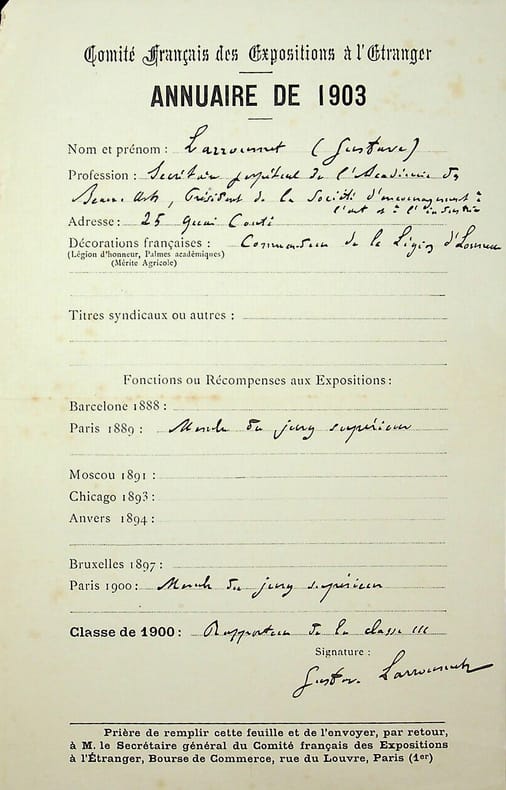 Comité Français des Expositions à l'Etranger
ANNUAIRE DE 1903
Nom et prénom : Larroumet (Gustave)
Profession : Secrétaire perpétuel de l'Académie des
Beaux-Arts, Président de la Société d'encouragement à
l'art et à l'industrie
Adresse : 25 quai Conti
Décorations françaises : Commandeur de la Légion d'honneur
(Légion d'honneur, Palmes académiques)
(Mérite Agricole)
Titres syndicaux ou autres :
Fonctions ou Récompenses aux Expositions :
Barcelone 1888 :
Paris 1889 : Membre du jury supérieur
Moscou 1891 :
Chicago 1893 :
Anvers 1894 :
Bruxelles 1897 :
Paris 1900 : Membre du jury supérieur
Classe de 1900 : Rapporteur de la classe III
Signature :
Gustave Larroumet
Prière de remplir cette feuille et de l'envoyer, par retour,
à M. le Secrétaire général du Comité français des Expositions
à l'Étranger, Bourse de Commerce, rue du Louvre, Paris (1er)